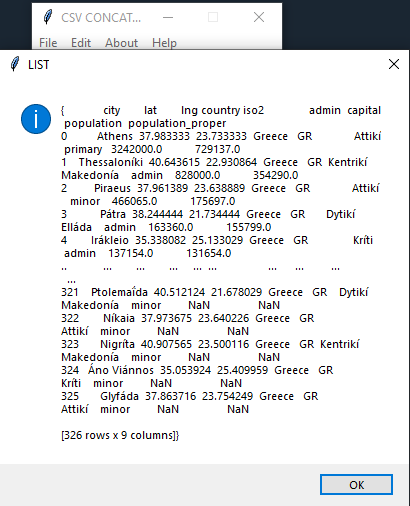 CSV CONCAT...
File Edit About Help
LIST
{ city lat lng country iso2 admin capital
population population_proper
0 Athens 37.983333 23.733333 Greece GR Attikí
primary 3242000.0 729137.0
1 Thessaloníki 40.643615 22.930864 Greece GR Kentrikí
Makedonía admin 828000.0 354290.0
2 Piraeus 37.961389 23.638889 Greece GR Attikí
minor 466065.0 175697.0
3 Pátra 38.244444 21.734444 Greece GR Dytikí
Elláda admin 163360.0 155799.0
4 Irákleio 35.338082 25.133029 Greece GR Kríti
admin 137154.0 131654.0
.. ... ... ... ... ... ... ... ...
...
321 Ptolemaḯda 40.512124 21.678029 Greece GR Dytikí
Makedonía minor NaN NaN
322 Níkaia 37.973675 23.640226 Greece GR
Attikí minor NaN NaN
323 Nigríta 40.907565 23.500116 Greece GR Kentrikí
Makedonía minor NaN NaN
324 Áno Viánnos 35.053924 25.409959 Greece GR
Kríti minor NaN NaN
325 Glyfáda 37.863716 23.754249 Greece GR
Attikí minor NaN NaN
[326 rows x 9 columns]}
OK